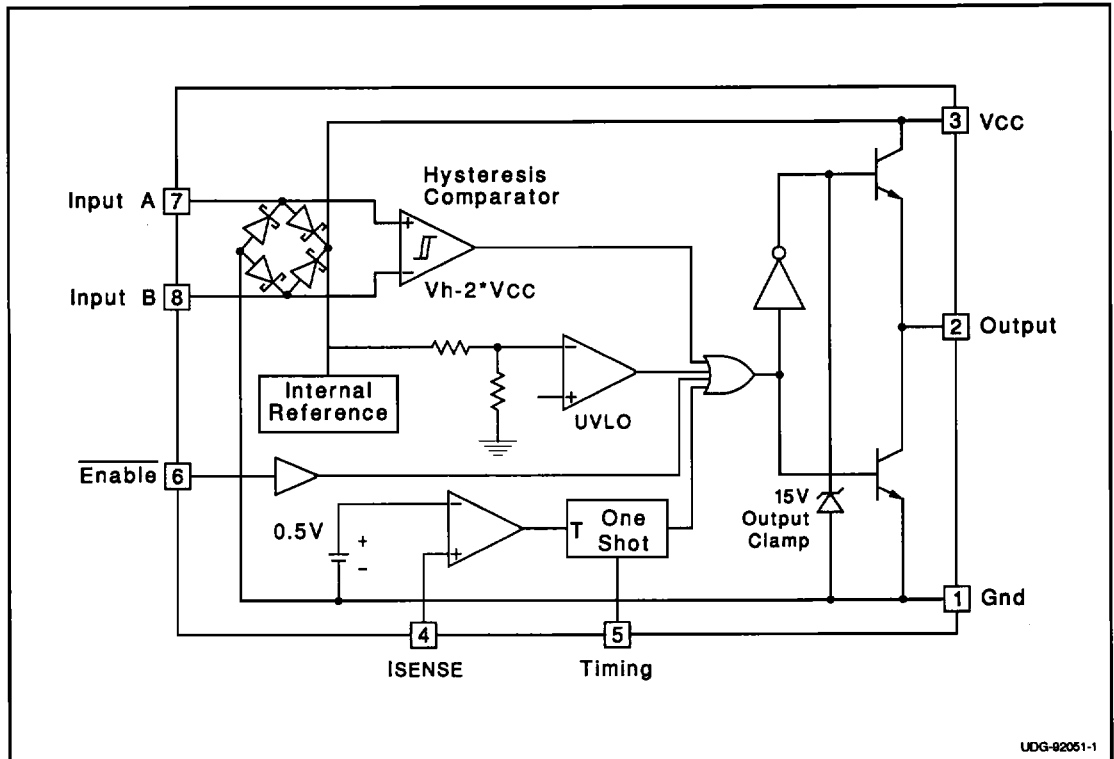 3 VCC
Hysteresis
Comparator
Input A 7
+
−
Vh-2*VCC
Input B 8
2 Output
−
+
UVLO
Internal
Reference
Enable 6
15V
Output
Clamp
0.5V
+
−
−
+
T
One
Shot
1 Gnd
4
5
ISENSE
Timing
UDG-92051-1